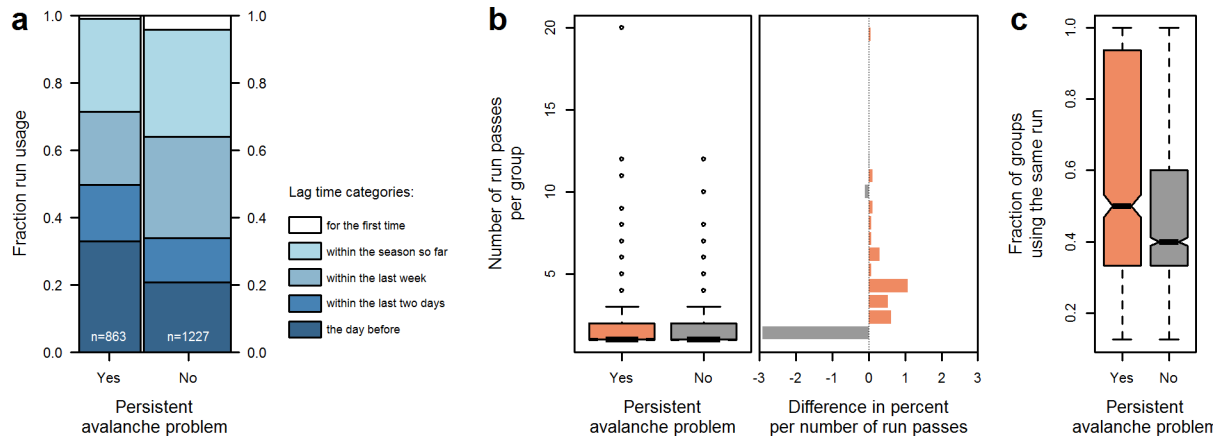 a
1.0
0.8
0.6
0.4
0.2
0.0
Fraction run usage
1.0
0.8
0.6
0.4
0.2
0.0
n=863
n=1227
Yes
No
Persistent
avalanche problem
Lag time categories:
for the first time
within the season so far
within the last week
within the last two days
the day before
b
Number of run passes
per group
20
15
10
5
Yes
No
Persistent
avalanche problem
-3
-2
-1
0
1
2
3
Difference in percent
per number of run passes
c
Fraction of groups
using the same run
1.0
0.8
0.6
0.4
0.2
Yes
No
Persistent
avalanche problem